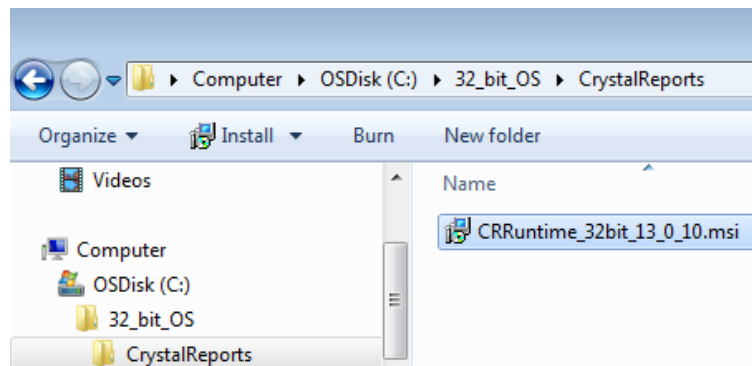 Computer OSDisk (C:) 32_bit_OS CrystalReports
Organize Install Burn New folder
Videos
Name
CRRuntime_32bit_13_0_10.msi
Computer
OSDisk (C:)
32_bit_OS
CrystalReports